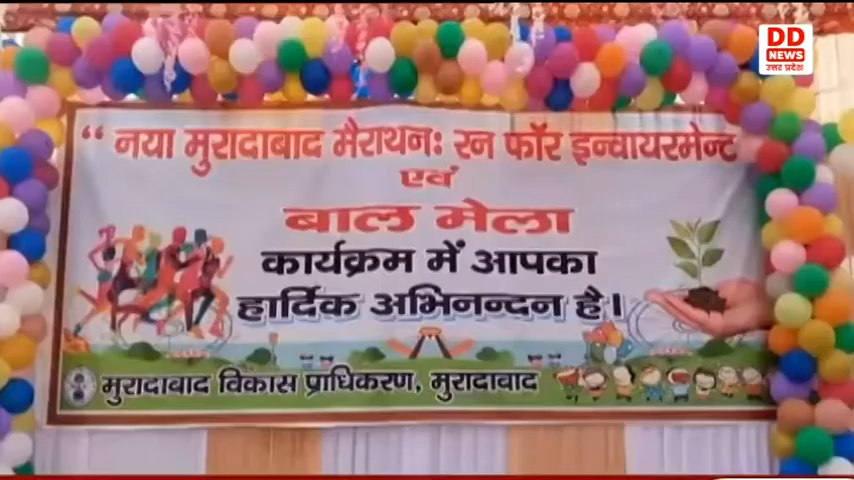 DD
NEWS
उत्तर प्रदेश
“ नया मुरादाबाद मैराथनः रन फॉर इन्वायरमेन्ट
एवं
बाल मेला
कार्यक्रम में आपका
हार्दिक अभिनन्दन है।
मुरादाबाद विकास प्राधिकरण, मुरादाबाद